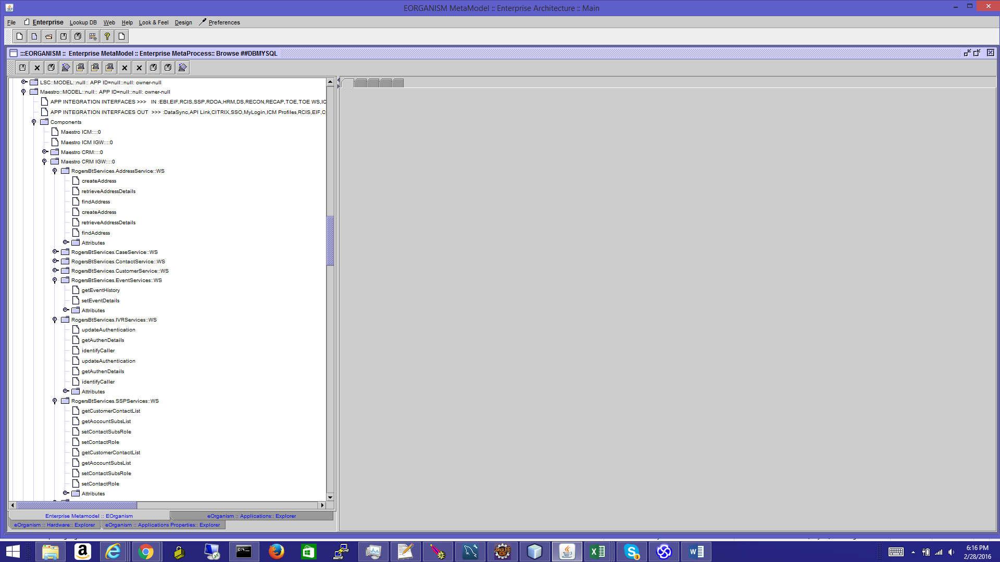 EORGANISM MetaModel :: Enterprise Architecture :: Main
File Enterprise Lookup DB Web Help Look & Feel Design Preferences
:::EORGANISM :: Enterprise MetaModel :: Enterprise MetaProcess:: Browse ##DBMYSQL
LSC::MODEL::null:: APP ID=null::null: owner-null
Maestro::MODEL::null:: APP ID=null::null: owner-null
APP INTEGRATION INTERFACES >>> IN :EBI,EIF,RCIS,SSP,RDOA,HRM,DS,RECON,RECAP,TOE,TOE WS,IC
APP INTEGRATION INTERFACES OUT >>> :DataSync,API Link,CITRIX,SSO,MyLogin,ICM Profiles,RCIS,EIF,C
Components
Maestro ICM::::0
Maestro ICM IGW::::0
Maestro CRM::::0
Maestro CRM IGW::::0
RogersBtServices.AddressService::WS
createAddress
retrieveAddressDetails
findAddress
createAddress
retrieveAddressDetails
findAddress
Attributes
RogersBtServices.CaseService::WS
RogersBtServices.ContactService::WS
RogersBtServices.CustomerService::WS
RogersBtServices.EventServices::WS
getEventHistory
setEventDetails
Attributes
RogersBtServices.IVRServices::WS
updateAuthentication
getAuthenDetails
identifyCaller
updateAuthentication
getAuthenDetails
identifyCaller
Attributes
RogersBtServices.SSPServices::WS
getCustomerContactList
getAccountSubsList
setContactSubsRole
setContactRole
getCustomerContactList
getAccountSubsList
setContactSubsRole
setContactRole
Attributes
Enterprise Metamodel :: EOrganism
eOrganism :: Applications:: Explorer
eOrganism :: Hardware:: Explorer
eOrganism :: Applications Properties:: Explorer
6:16 PM
2/28/2016